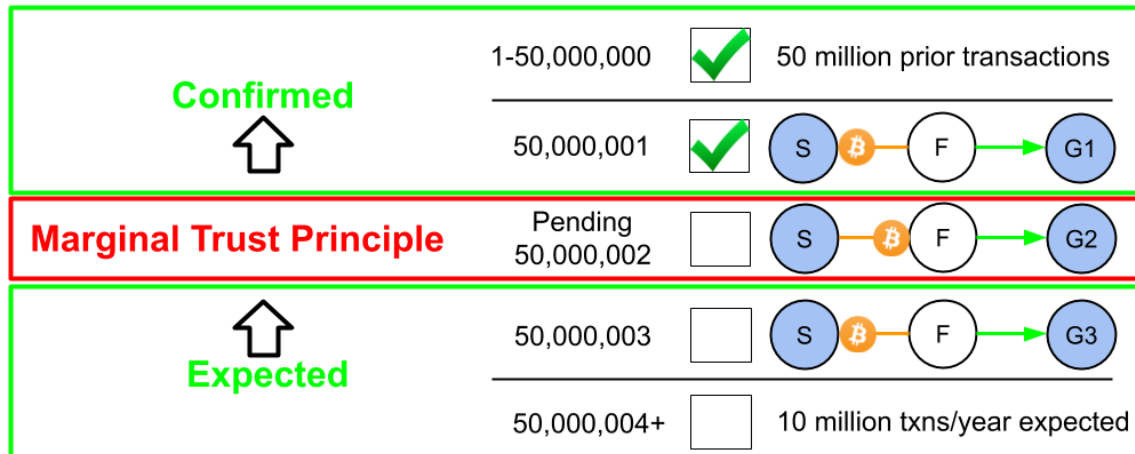 1-50,000,000 50 million prior transactions
Confirmed
50,000,001 S ₿ F G1
Marginal Trust Principle
Pending
50,000,002 S ₿ F G2
50,000,003 S ₿ F G3
Expected
50,000,004+ 10 million txns/year expected